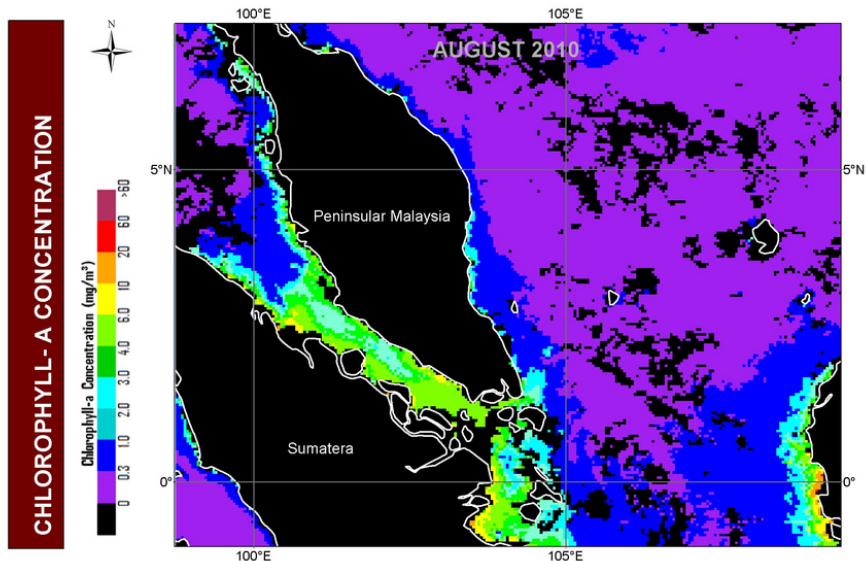 CHLOROPHYLL- A CONCENTRATION
N
Chlorophyll-a Concentration (mg/m³)
>60
60
20
10
6.0
4.0
3.0
2.0
1.0
0.3
0
100°E
105°E
AUGUST 2010
5°N
5°N
Peninsular Malaysia
Sumatera
0°
0°
100°E
105°E